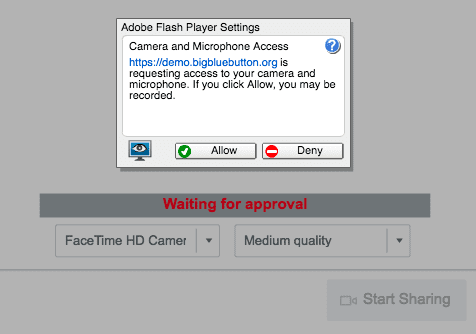 Adobe Flash Player Settings
Camera and Microphone Access
https://demo.bigbluebutton.org is
requesting access to your camera and
microphone. If you click Allow, you may be
recorded.
Allow
Deny
Waiting for approval
FaceTime HD Camer
Medium quality
Start Sharing